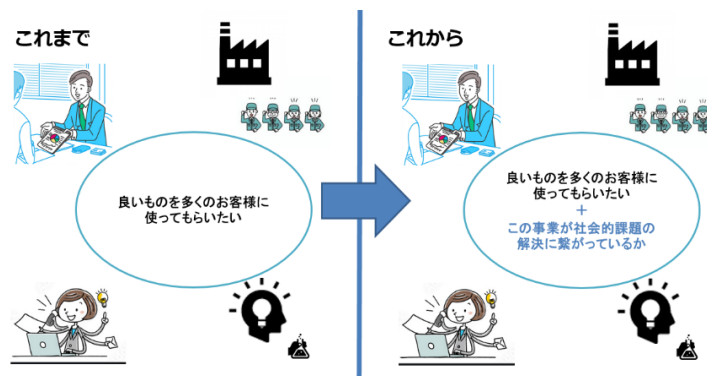 これまで
良いものを多くのお客様に
使ってもらいたい
これから
良いものを多くのお客様に
使ってもらいたい
+
この事業が社会的課題の
解決に繋がっているか